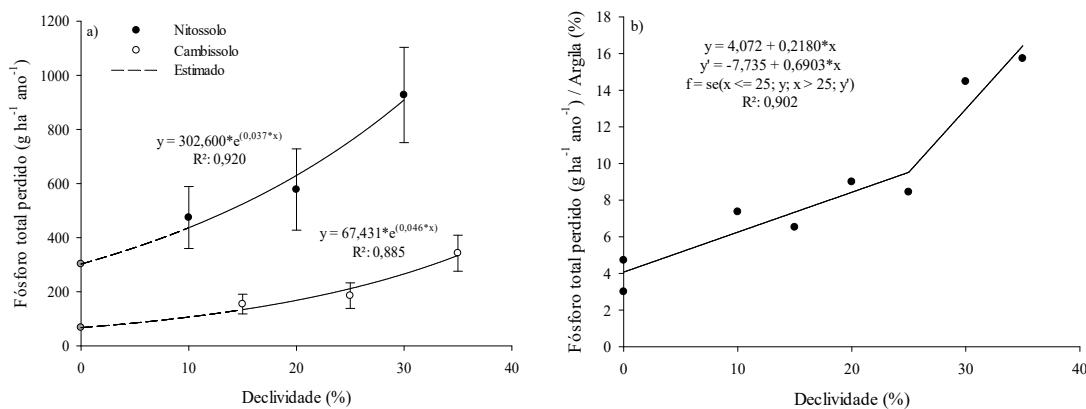 a)
Nitossolo
Cambissolo
Estimado
y = 302,600*e^(0,037*x)
R²: 0,920
y = 67,431*e^(0,046*x)
R²: 0,885
Fósforo total perdido (g ha⁻¹ ano⁻¹)
1200
1000
800
600
400
200
0
0 10 20 30 40
Declividade (%)
b)
y = 4,072 + 0,2180*x
y' = -7,735 + 0,6903*x
f = se(x <= 25; y; x > 25; y')
R²: 0,902
Fósforo total perdido (g ha⁻¹ ano⁻¹) / Argila (%)
18
16
14
12
10
8
6
4
2
0
0 10 20 30 40
Declividade (%)